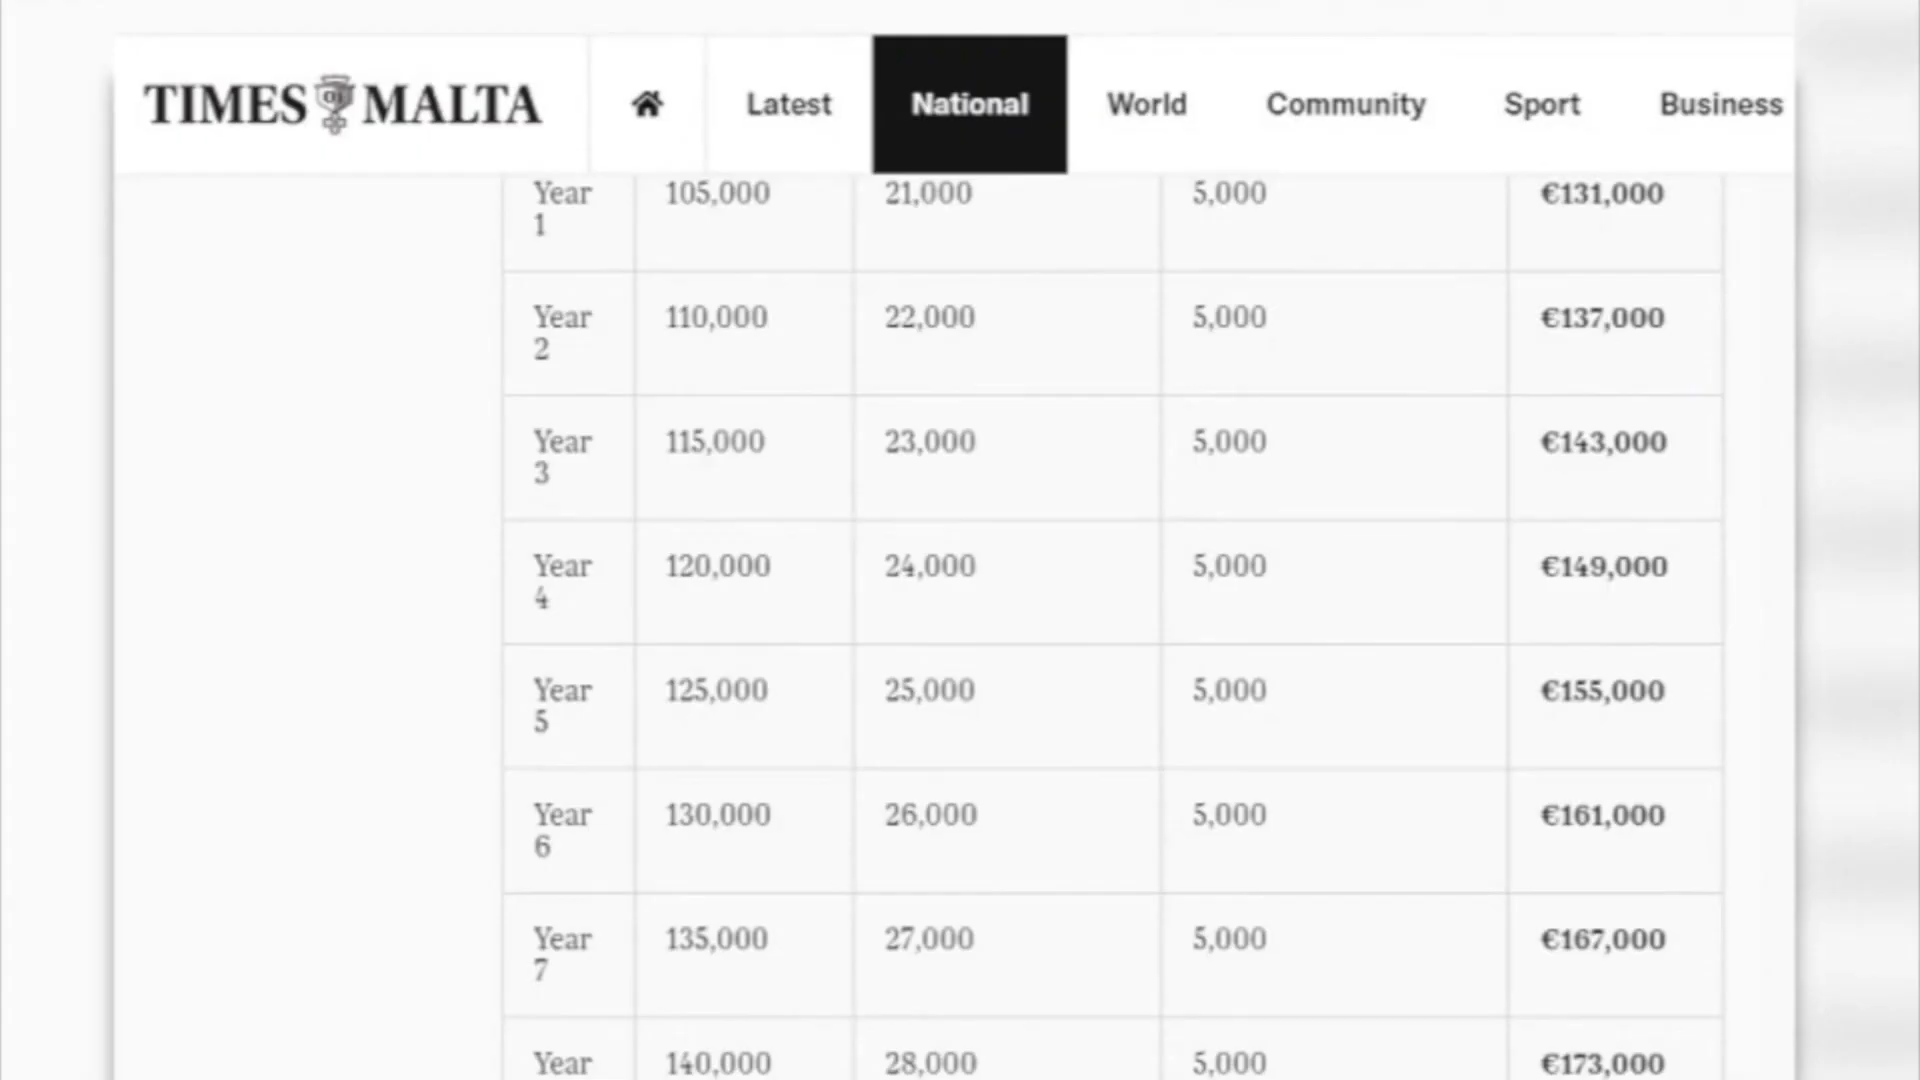 TIMES OF MALTA Latest National World Community Sport Business
Year 1 105,000 21,000 5,000 €131,000
Year 2 110,000 22,000 5,000 €137,000
Year 3 115,000 23,000 5,000 €143,000
Year 4 120,000 24,000 5,000 €149,000
Year 5 125,000 25,000 5,000 €155,000
Year 6 130,000 26,000 5,000 €161,000
Year 7 135,000 27,000 5,000 €167,000
Year 140,000 28,000 5,000 €173,000